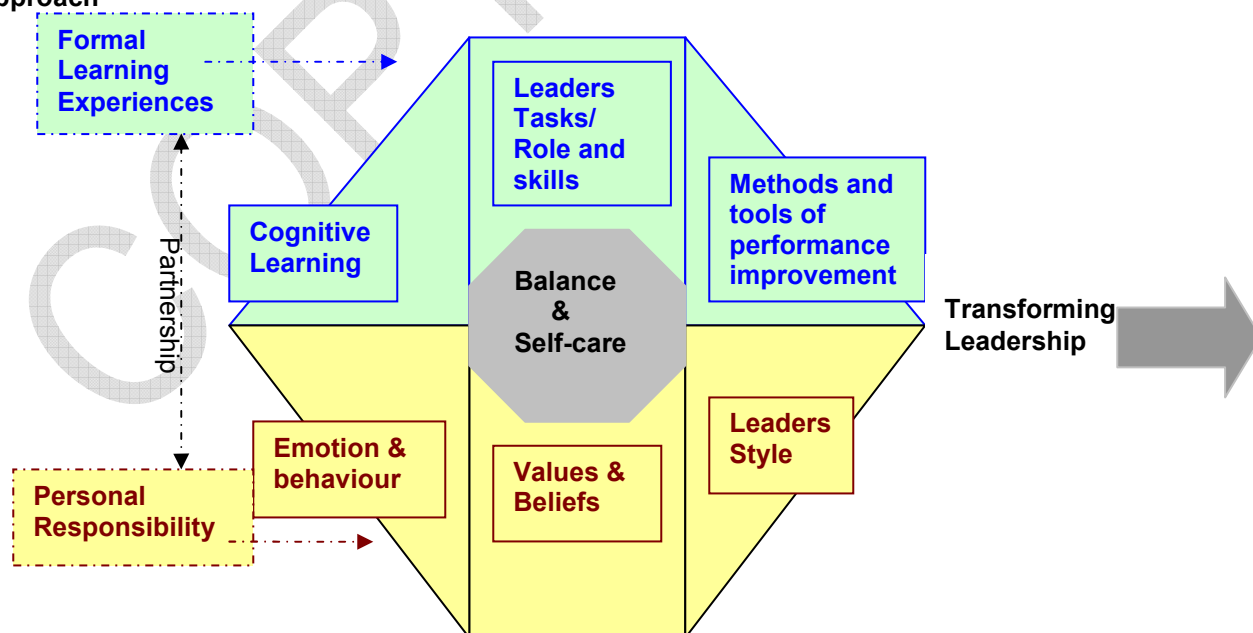 Formal
Learning
Experiences
Leaders
Tasks/
Role and
skills
Methods and
tools of
performance
improvement
Cognitive
Learning
Partnership
Balance
&
Self-care
Transforming
Leadership
Emotion &
behaviour
Values &
Beliefs
Leaders
Style
Personal
Responsibility